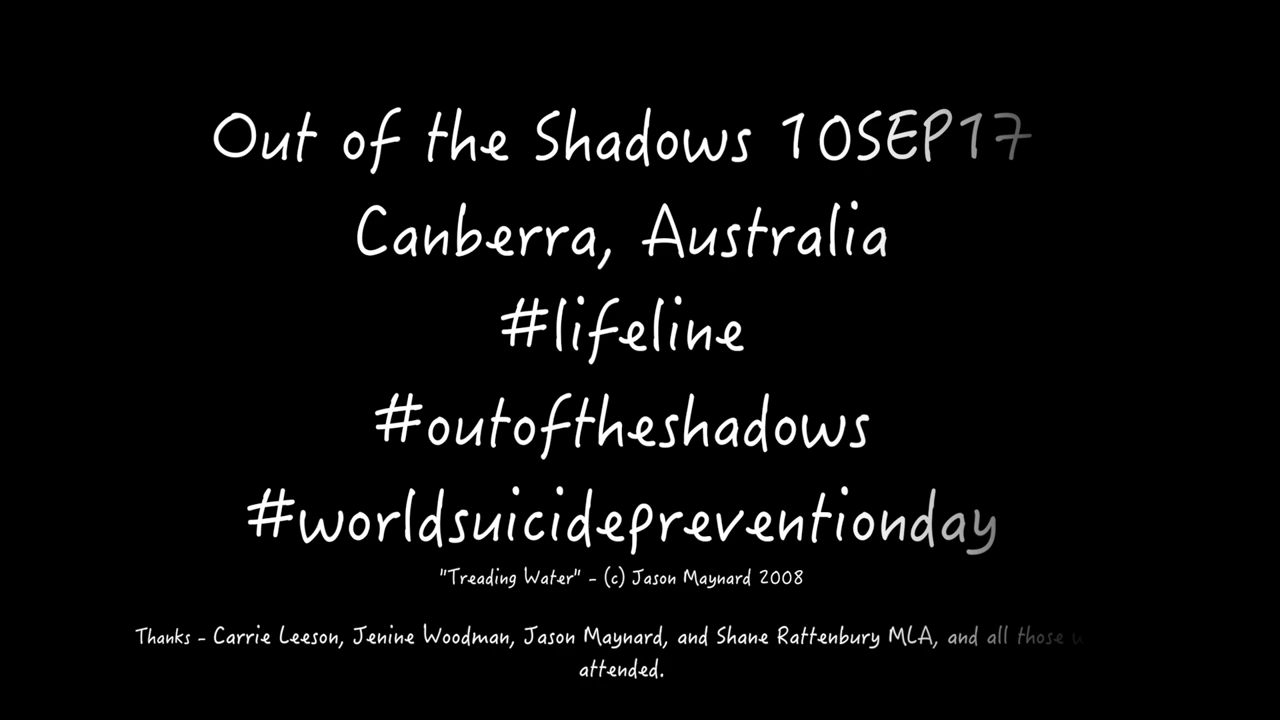 Out of the Shadows 10SEP17
Canberra, Australia
#lifeline
#outoftheshadows
#worldsuicidepreventionday
"Treading Water" - (c) Jason Maynard 2008
Thanks - Carrie Leeson, Jenine Woodman, Jason Maynard, and Shane Rattenbury MLA, and all those
attended.